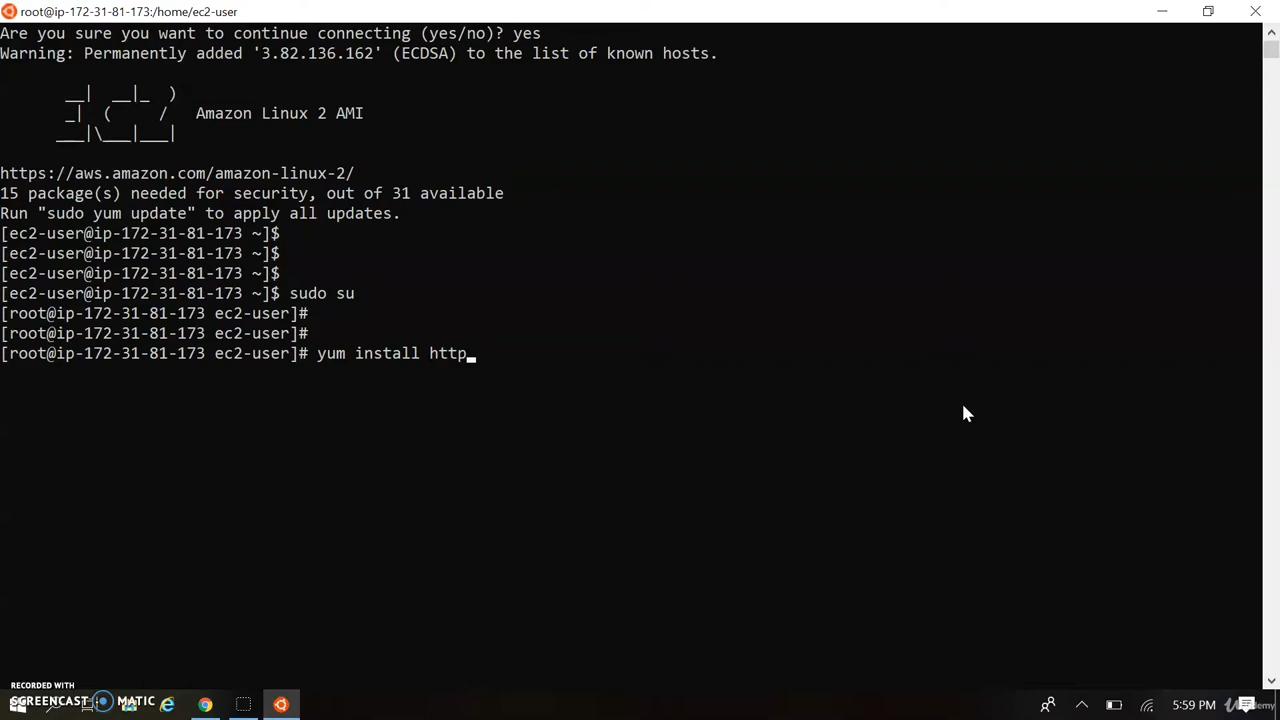 root@ip-172-31-81-173:/home/ec2-user
Are you sure you want to continue connecting (yes/no)? yes
Warning: Permanently added '3.82.136.162' (ECDSA) to the list of known hosts.
__|  __|_  )
_|  (     /   Amazon Linux 2 AMI
___|\___|___|
https://aws.amazon.com/amazon-linux-2/
15 package(s) needed for security, out of 31 available
Run "sudo yum update" to apply all updates.
[ec2-user@ip-172-31-81-173 ~]$
[ec2-user@ip-172-31-81-173 ~]$
[ec2-user@ip-172-31-81-173 ~]$
[ec2-user@ip-172-31-81-173 ~]$ sudo su
[root@ip-172-31-81-173 ec2-user]#
[root@ip-172-31-81-173 ec2-user]#
[root@ip-172-31-81-173 ec2-user]# yum install http
RECORDED WITH
SCREENCAST MATIC
5:59 PM
Udemy